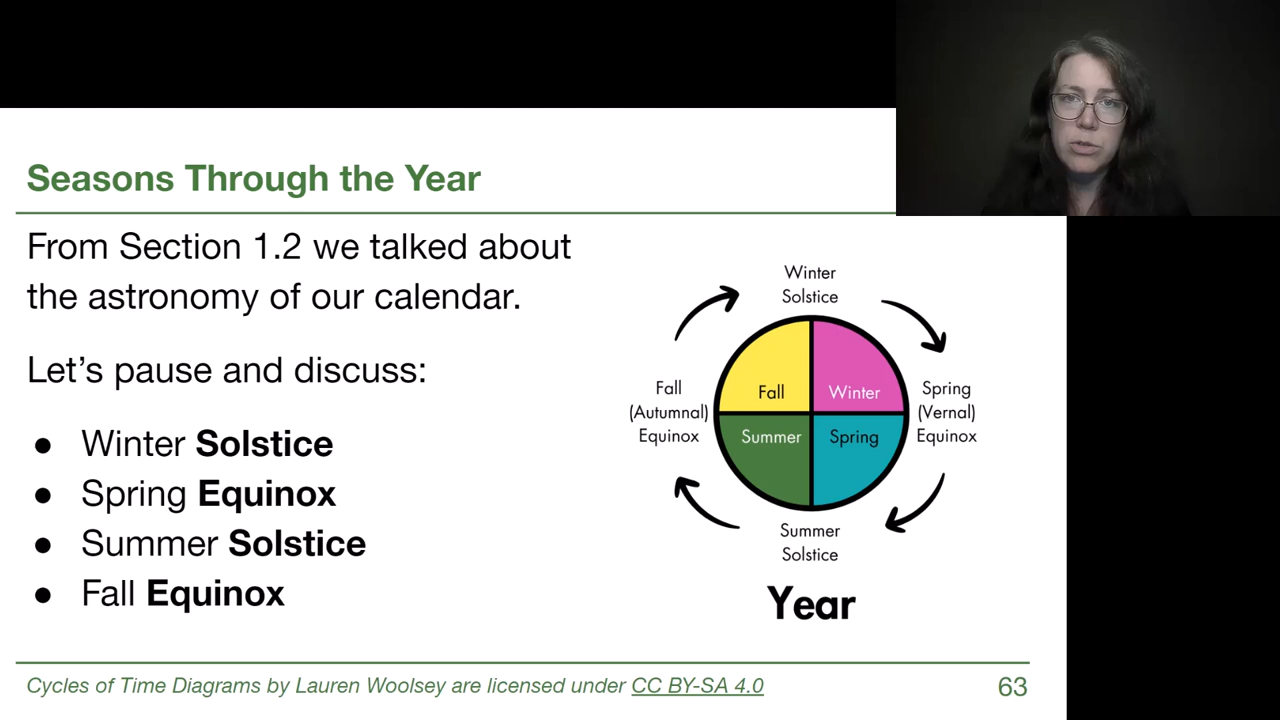 Seasons Through the Year
From Section 1.2 we talked about
the astronomy of our calendar.
Let’s pause and discuss:
● Winter Solstice
● Spring Equinox
● Summer Solstice
● Fall Equinox
Winter
Solstice
Fall
(Autumnal)
Equinox
Fall
Winter
Summer
Spring
Spring
(Vernal)
Equinox
Summer
Solstice
Year
Cycles of Time Diagrams by Lauren Woolsey are licensed under CC BY-SA 4.0
63